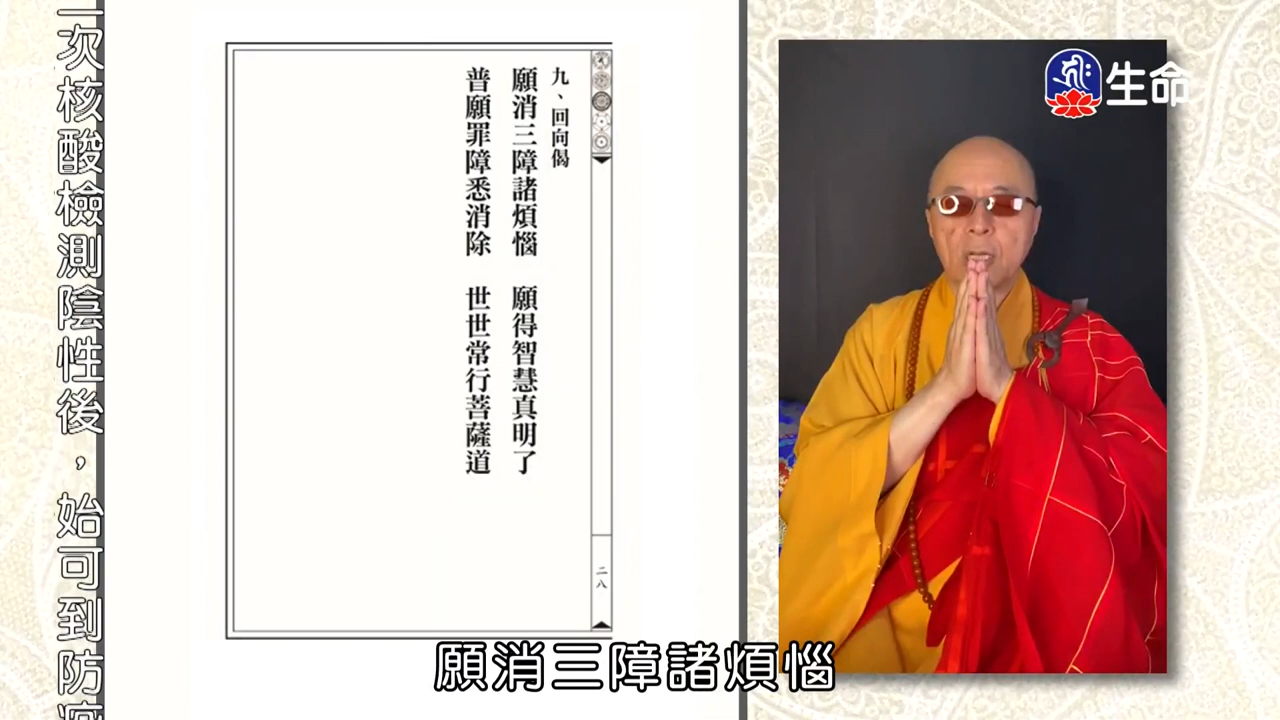 次核酸檢測陰性後，始可到防疫
九、回向偈
願消三障諸煩惱　願得智慧真明了
普願罪障悉消除　世世常行菩薩道
二八
生命
願消三障諸煩惱